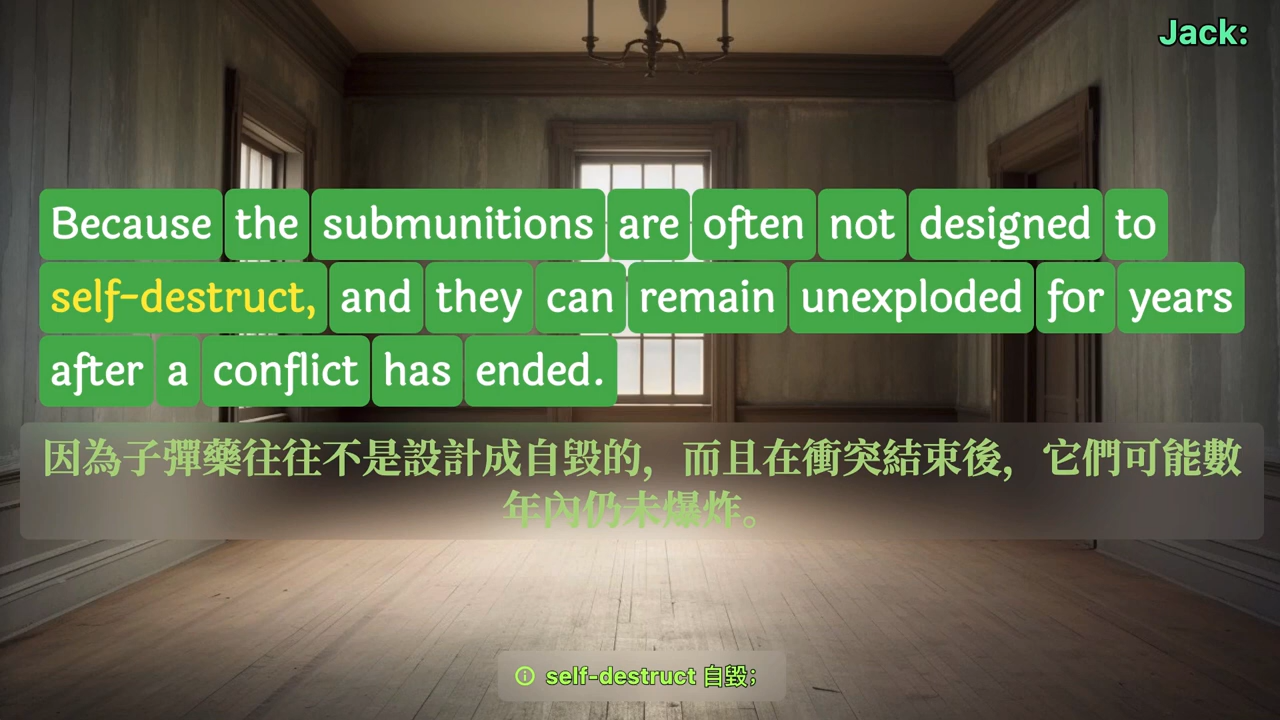 Jack:
Because the submunitions are often not designed to
self-destruct, and they can remain unexploded for years
after a conflict has ended.
因為子彈藥往往不是設計成自毀的，而且在衝突結束後，它們可能數
年內仍未爆炸。
self-destruct 自毀;